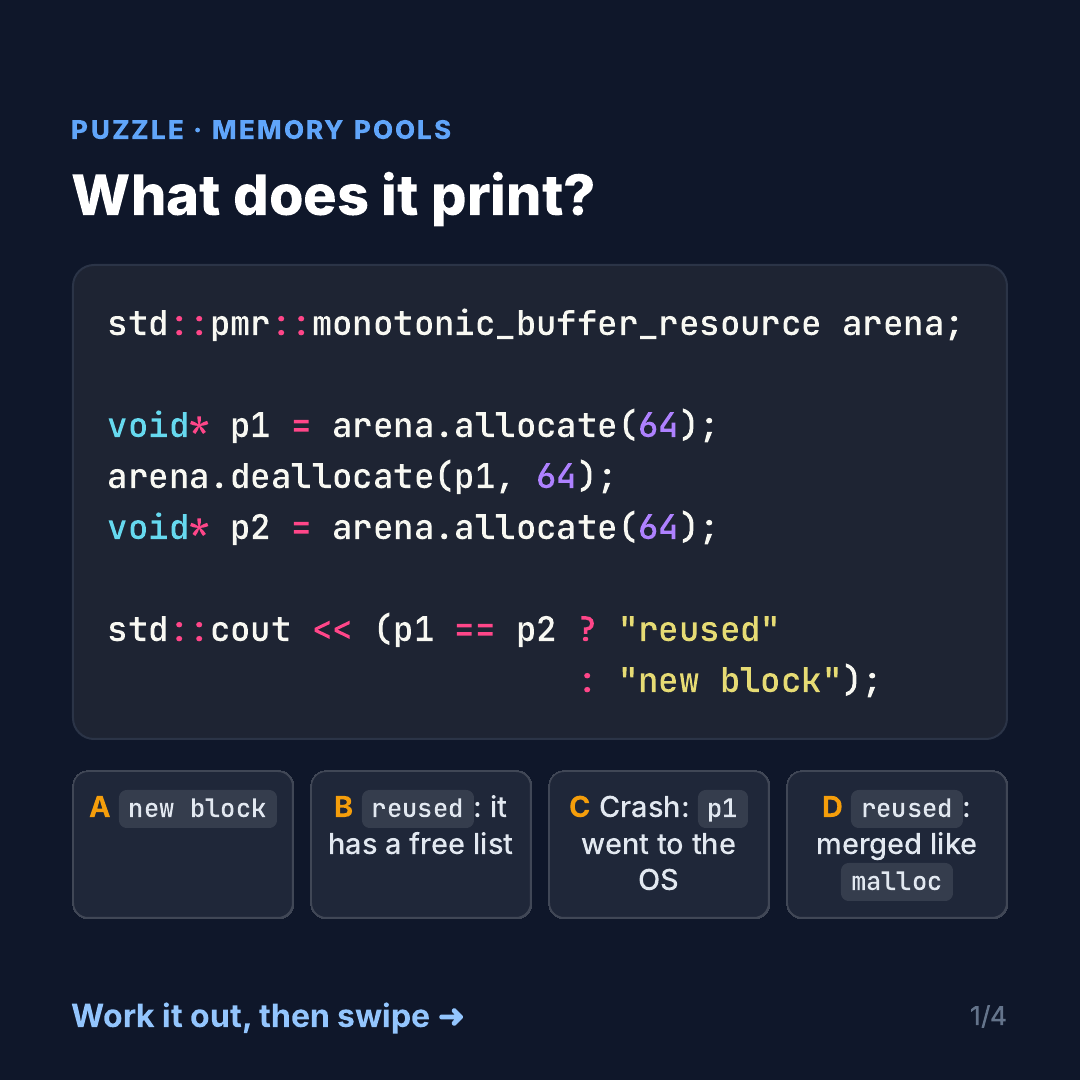 PUZZLE · MEMORY POOLS
What does it print?
std::pmr::monotonic_buffer_resource arena;
void* p1 = arena.allocate(64);
arena.deallocate(p1, 64);
void* p2 = arena.allocate(64);
std::cout << (p1 == p2 ? "reused"
: "new block");
A new block
B reused: it
has a free list
C Crash: p1
went to the
OS
D reused:
merged like
malloc
Work it out, then swipe ➜
1/4